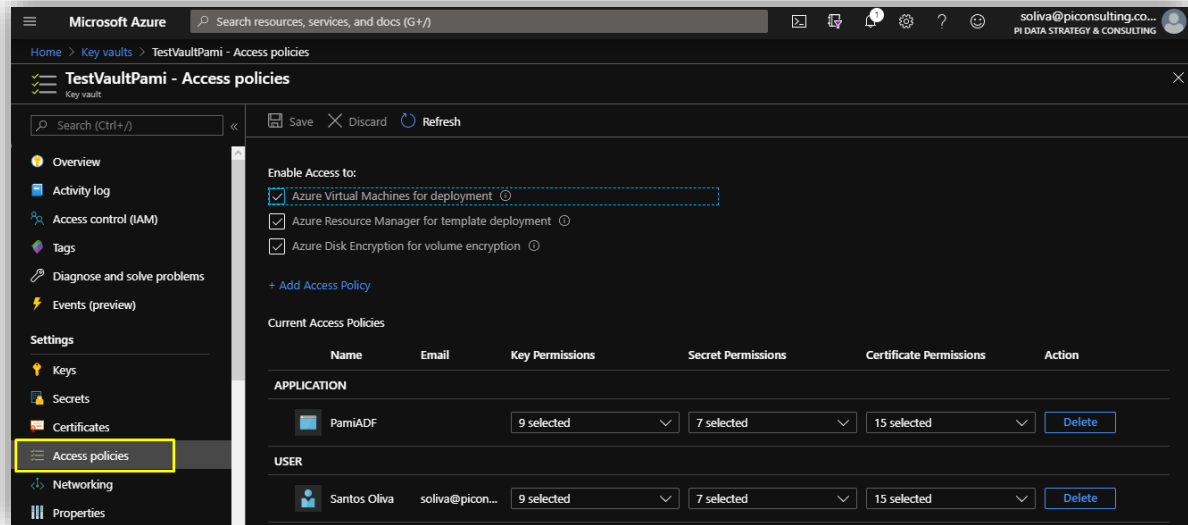 Microsoft Azure
Search resources, services, and docs (G+/)
1
soliva@piconsulting.co...
PI DATA STRATEGY & CONSULTING
Home > Key vaults > TestVaultPami - Access policies
TestVaultPami - Access policies
Key vault
Search (Ctrl+/)
«
Overview
Activity log
Access control (IAM)
Tags
Diagnose and solve problems
Events (preview)
Settings
Keys
Secrets
Certificates
Access policies
Networking
Properties
Save Discard Refresh
Enable Access to:
Azure Virtual Machines for deployment
Azure Resource Manager for template deployment
Azure Disk Encryption for volume encryption
+ Add Access Policy
Current Access Policies
Name Email Key Permissions Secret Permissions Certificate Permissions Action
APPLICATION
PamiADF 9 selected 7 selected 15 selected Delete
USER
Santos Oliva soliva@picon... 9 selected 7 selected 15 selected Delete